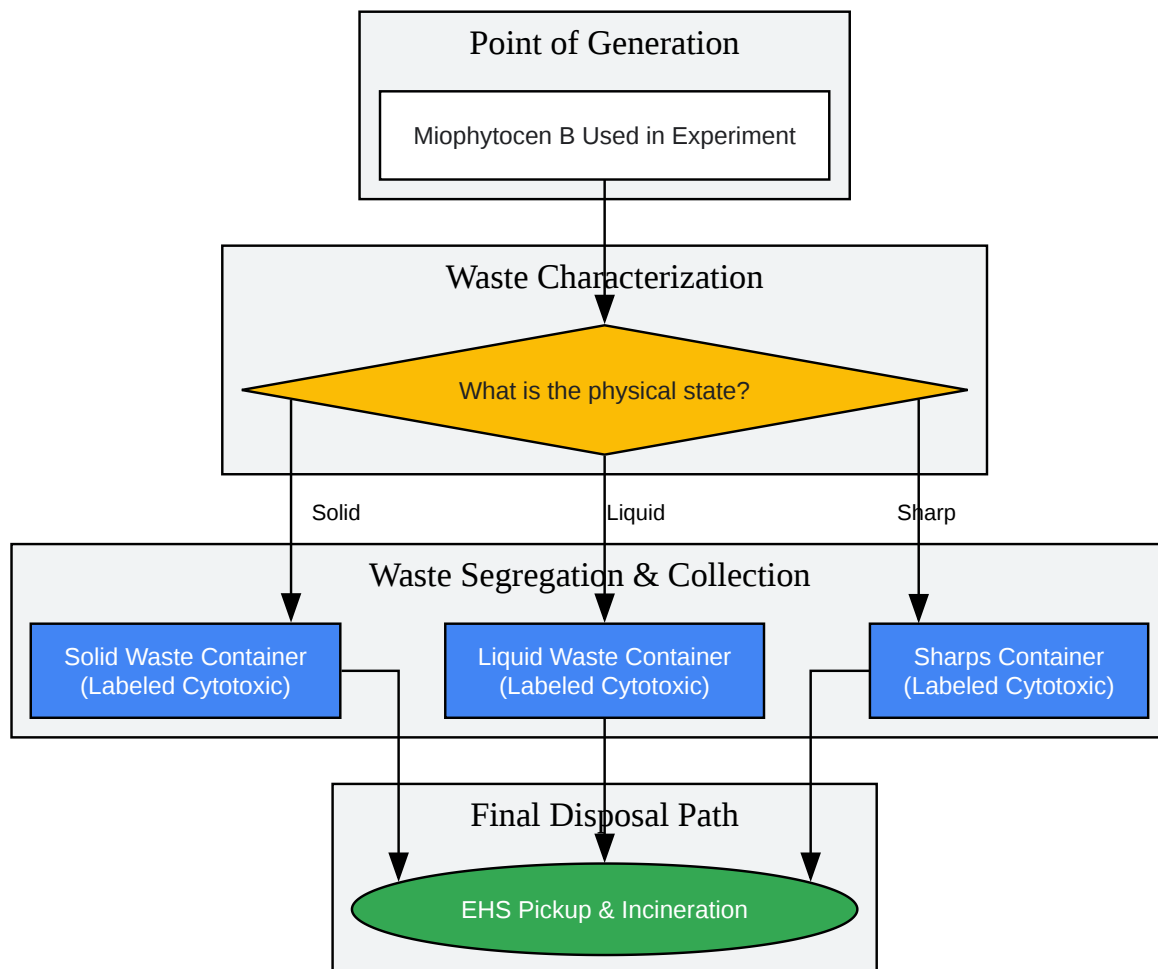 Point of Generation
Miophytocen B Used in Experiment
Waste Characterization
What is the physical state?
Solid
Liquid
Sharp
Waste Segregation & Collection
Solid Waste Container
(Labeled Cytotoxic)
Liquid Waste Container
(Labeled Cytotoxic)
Sharps Container
(Labeled Cytotoxic)
Final Disposal Path
EHS Pickup & Incineration